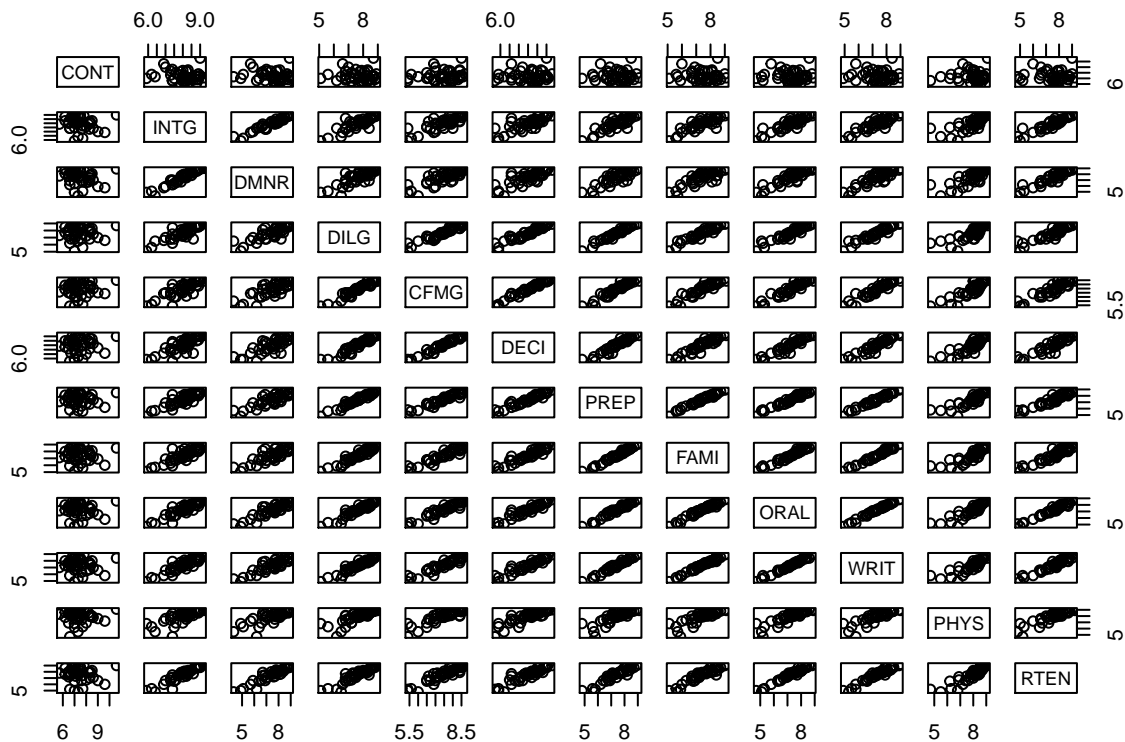 6.0 9.0 5 8 6.0 5 8 5 8 5 8
CONT 6
6.0 INTG
DMNR 5
5 DILG
CFMG 5.5
6.0 DECI
PREP 5
5 FAMI
ORAL 5
5 WRIT
PHYS 5
5 RTEN
6 9 5 8 5.5 8.5 5 8 5 8 5 8